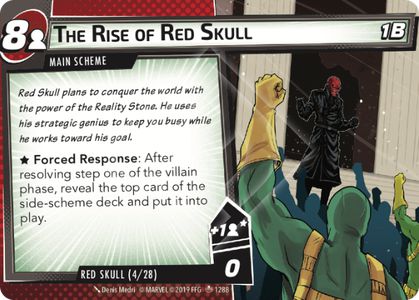 8
THE RISE OF RED SKULL
1B
MAIN SCHEME
Red Skull plans to conquer the world with
the power of the Reality Stone. He uses
his strategic genius to keep you busy while
he works toward his goal.
★ Forced Response: After
resolving step one of the villain
phase, reveal the top card of
the side-scheme deck and put it into
play.
+1
0
RED SKULL (4/28)
Denis Medri © MARVEL © 2019 FFG 128B